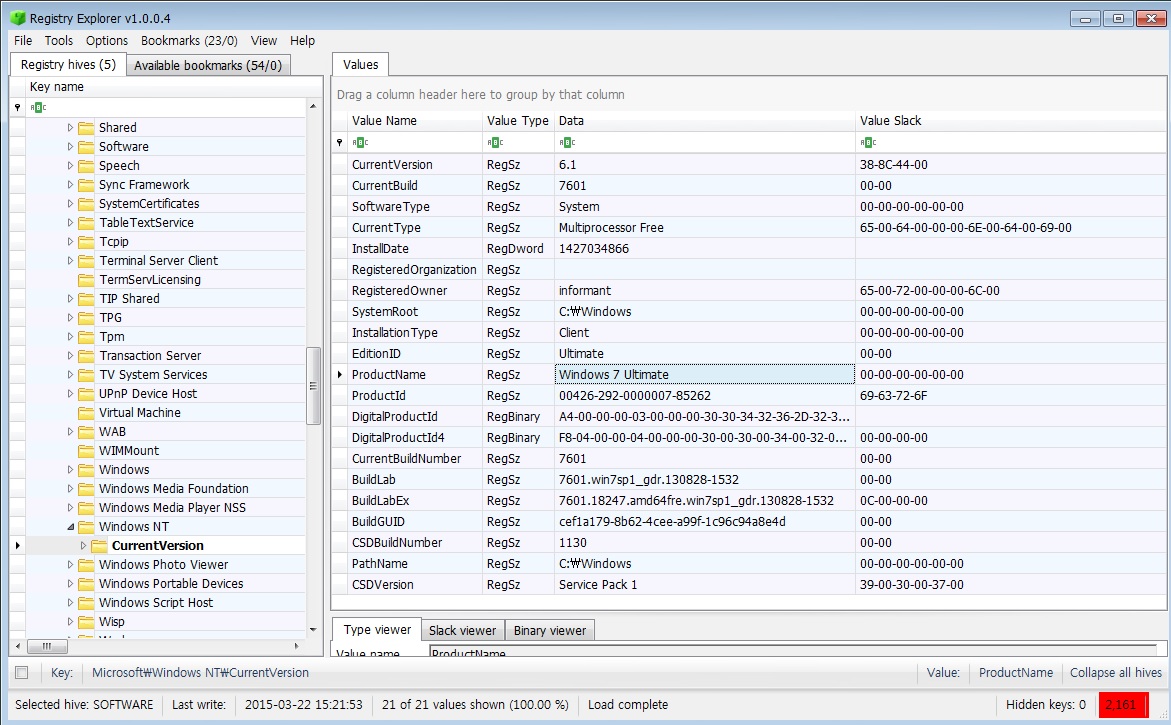 Registry Explorer v1.0.0.4
File Tools Options Bookmarks (23/0) View Help
Registry hives (5) Available bookmarks (54/0)
Key name
Shared
Software
Speech
Sync Framework
SystemCertificates
TableTextService
Tcpip
Terminal Server Client
TermServLicensing
TIP Shared
TPG
Tpm
Transaction Server
TV System Services
UPnP Device Host
Virtual Machine
WAB
WIMMount
Windows
Windows Media Foundation
Windows Media Player NSS
Windows NT
CurrentVersion
Windows Photo Viewer
Windows Portable Devices
Windows Script Host
Wisp
Values
Drag a column header here to group by that column
Value Name Value Type Data Value Slack
CurrentVersion RegSz 6.1 38-8C-44-00
CurrentBuild RegSz 7601 00-00
SoftwareType RegSz System 00-00-00-00-00-00
CurrentType RegSz Multiprocessor Free 65-00-64-00-00-00-6E-00-64-00-69-00
InstallDate RegDword 1427034866
RegisteredOrganization RegSz
RegisteredOwner RegSz informant 65-00-72-00-00-00-6C-00
SystemRoot RegSz C:₩Windows 00-00-00-00-00-00
InstallationType RegSz Client 00-00-00-00-00-00
EditionID RegSz Ultimate 00-00
ProductName RegSz Windows 7 Ultimate 00-00-00-00-00-00
ProductId RegSz 00426-292-0000007-85262 69-63-72-6F
DigitalProductId RegBinary A4-00-00-00-03-00-00-00-30-30-34-32-36-2D-32-3...
DigitalProductId4 RegBinary F8-04-00-00-04-00-00-00-30-00-30-00-34-00-32-0... 00-00-00-00
CurrentBuildNumber RegSz 7601 00-00
BuildLab RegSz 7601.win7sp1_gdr.130828-1532 00-00
BuildLabEx RegSz 7601.18247.amd64fre.win7sp1_gdr.130828-1532 0C-00-00-00
BuildGUID RegSz cef1a179-8b62-4cee-a99f-1c96c94a8e4d 00-00
CSDBuildNumber RegSz 1130 00-00
PathName RegSz C:₩Windows 00-00-00-00-00-00
CSDVersion RegSz Service Pack 1 39-00-30-00-37-00
Type viewer Slack viewer Binary viewer
Value name ProductName
Key: Microsoft₩Windows NT₩CurrentVersion Value: ProductName Collapse all hives
Selected hive: SOFTWARE Last write: 2015-03-22 15:21:53 21 of 21 values shown (100.00 %) Load complete Hidden keys: 0 2,161